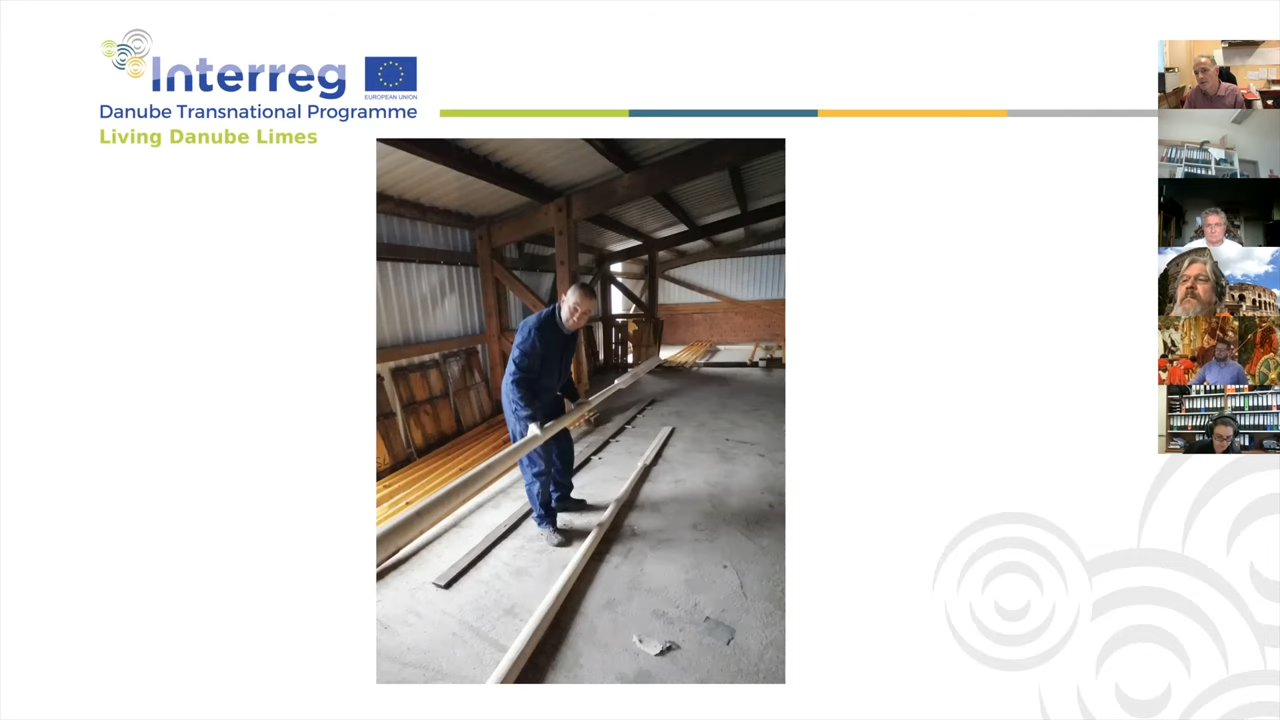 Interreg
EUROPEAN UNION
Danube Transnational Programme
Living Danube Limes